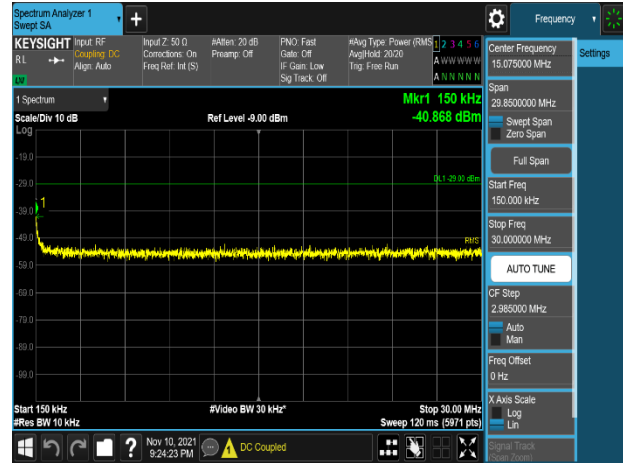 Spectrum Analyzer 1
Swept SA
+
Frequency
Settings
KEYSIGHT
RL
LW
Input: RF
Coupling: DC
Align: Auto
Input Z: 50 Ω
Corrections: On
Freq Ref: Int (S)
#Atten: 20 dB
Preamp: Off
PNO: Fast
Gate: Off
IF Gain: Low
Sig Track: Off
#Avg Type: Power (RMS
Avg|Hold: 20/20
Trig: Free Run
1 2 3 4 5 6
A W W W W W
A N N N N N
1 Spectrum
Scale/Div 10 dB
Log
Ref Level -9.00 dBm
Mkr1 150 kHz
-40.868 dBm
-19.0
DL1 -29.00 dBm
-29.0
1
-39.0
RMS
-49.0
-59.0
-69.0
-79.0
-89.0
-99.0
Start 150 kHz
#Res BW 10 kHz
#Video BW 30 kHz*
Stop 30.00 MHz
Sweep 120 ms (5971 pts)
Center Frequency
15.075000 MHz
Span
29.8500000 MHz
Swept Span
Zero Span
Full Span
Start Freq
150.000 kHz
Stop Freq
30.000000 MHz
AUTO TUNE
CF Step
2.985000 MHz
Auto
Man
Freq Offset
0 Hz
X Axis Scale
Log
Lin
Signal Track
(Span Zoom)
?
Nov 10, 2021
9:24:23 PM
DC Coupled